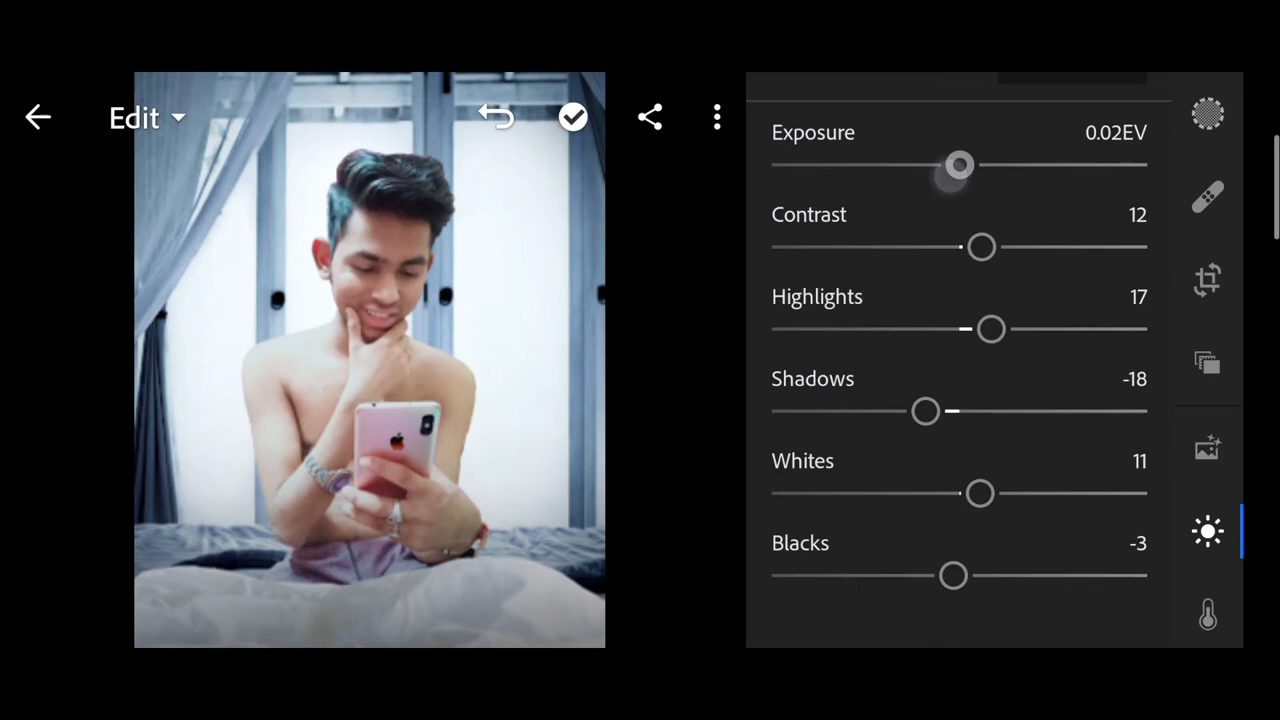 Edit
Exposure 0.02EV
Contrast 12
Highlights 17
Shadows -18
Whites 11
Blacks -3